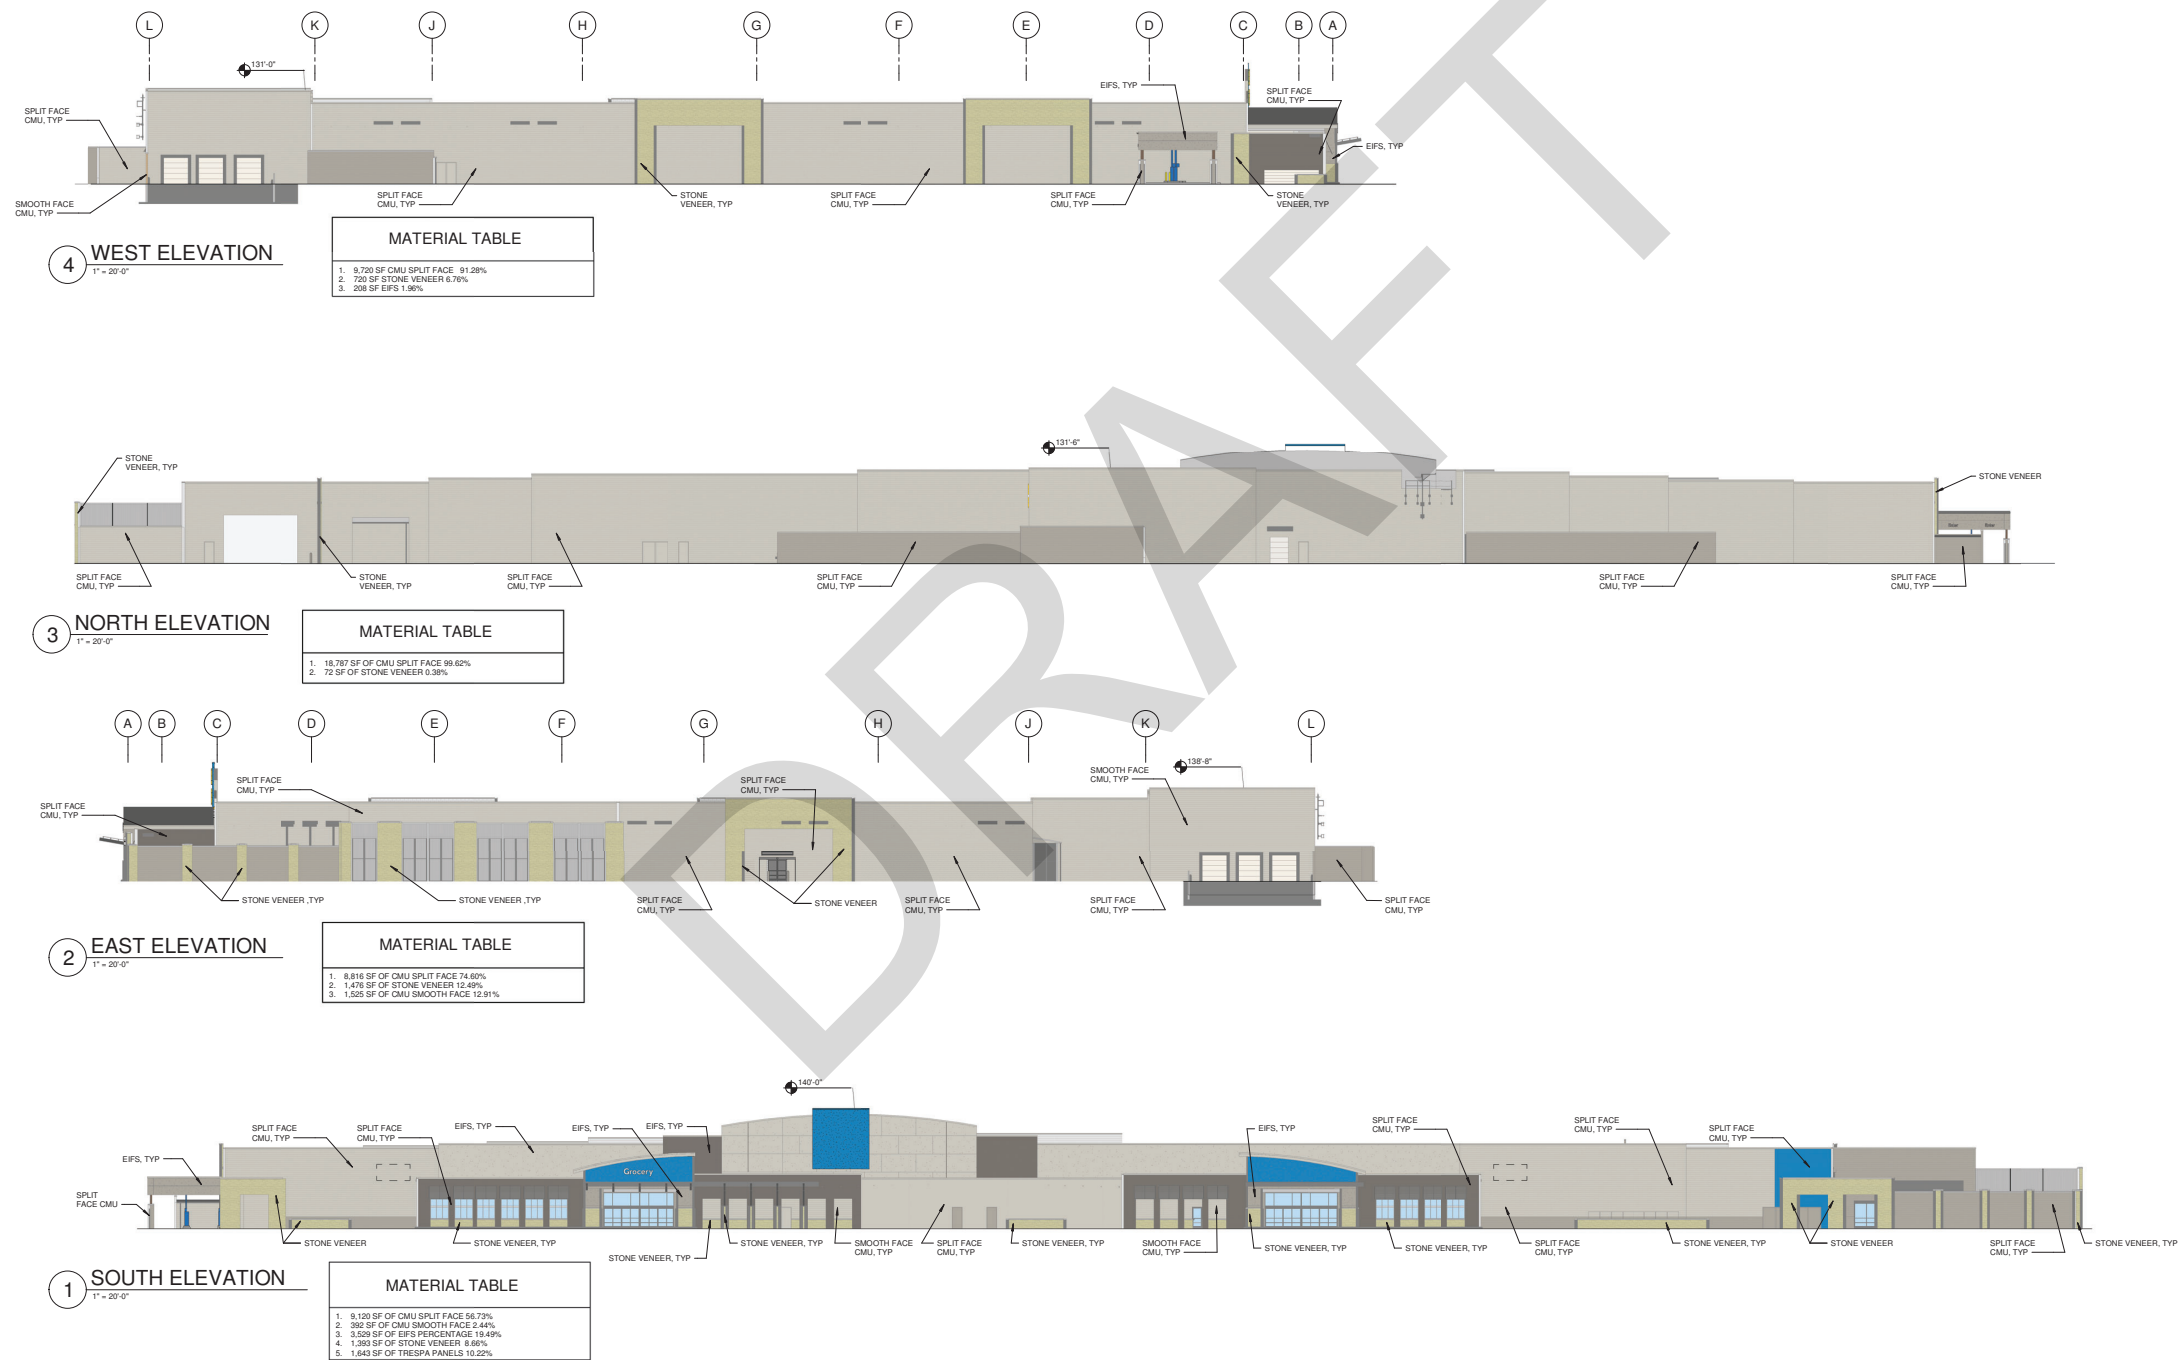 L K J H G F E D C B A
131'-0"
EIFS, TYP
SPLIT FACE
CMU, TYP
SPLIT FACE
CMU, TYP
EIFS, TYP
SMOOTH FACE
CMU, TYP
SPLIT FACE
CMU, TYP
STONE
VENEER, TYP
SPLIT FACE
CMU, TYP
SPLIT FACE
CMU, TYP
STONE
VENEER, TYP
4 WEST ELEVATION
1" = 20'-0"
MATERIAL TABLE
1. 9,720 SF CMU SPLIT FACE 91.28%
2. 720 SF STONE VENEER 6.76%
3. 208 SF EIFS 1.96%
131'-6"
STONE
VENEER, TYP
STONE VENEER
SPLIT FACE
CMU, TYP
STONE
VENEER, TYP
SPLIT FACE
CMU, TYP
SPLIT FACE
CMU, TYP
SPLIT FACE
CMU, TYP
SPLIT FACE
CMU, TYP
3 NORTH ELEVATION
1" = 20'-0"
MATERIAL TABLE
1. 18,787 SF OF CMU SPLIT FACE 99.62%
2. 72 SF OF STONE VENEER 0.38%
A B C D E F G H J K L
SPLIT FACE
CMU, TYP
SPLIT FACE
CMU, TYP
SPLIT FACE
CMU, TYP
SMOOTH FACE
CMU, TYP
138'-8"
STONE VENEER ,TYP
STONE VENEER ,TYP
SPLIT FACE
CMU, TYP
STONE VENEER
SPLIT FACE
CMU, TYP
SPLIT FACE
CMU, TYP
SPLIT FACE
CMU, TYP
2 EAST ELEVATION
1" = 20'-0"
MATERIAL TABLE
1. 8,816 SF OF CMU SPLIT FACE 74.60%
2. 1,476 SF OF STONE VENEER 12.49%
3. 1,525 SF OF CMU SMOOTH FACE 12.91%
140'-0"
EIFS, TYP
SPLIT
FACE CMU
SPLIT FACE
CMU, TYP
SPLIT FACE
CMU, TYP
EIFS, TYP
EIFS, TYP
EIFS, TYP
Grocery
EIFS, TYP
SPLIT FACE
CMU, TYP
SPLIT FACE
CMU, TYP
SPLIT FACE
CMU, TYP
STONE VENEER
STONE VENEER, TYP
STONE VENEER, TYP
STONE VENEER, TYP
SMOOTH FACE
CMU, TYP
SPLIT FACE
CMU, TYP
STONE VENEER, TYP
SMOOTH FACE
CMU, TYP
STONE VENEER, TYP
STONE VENEER, TYP
SPLIT FACE
CMU, TYP
STONE VENEER, TYP
STONE VENEER
SPLIT FACE
CMU, TYP
STONE VENEER, TYP
1 SOUTH ELEVATION
1" = 20'-0"
MATERIAL TABLE
1. 9,120 SF OF CMU SPLIT FACE 56.73%
2. 392 SF OF CMU SMOOTH FACE 2.44%
3. 3,529 SF OF EIFS PERCENTAGE 19.49%
4. 1,393 SF OF STONE VENEER 8.66%
5. 1,643 SF OF TRESPA PANELS 10.22%
DRAFT